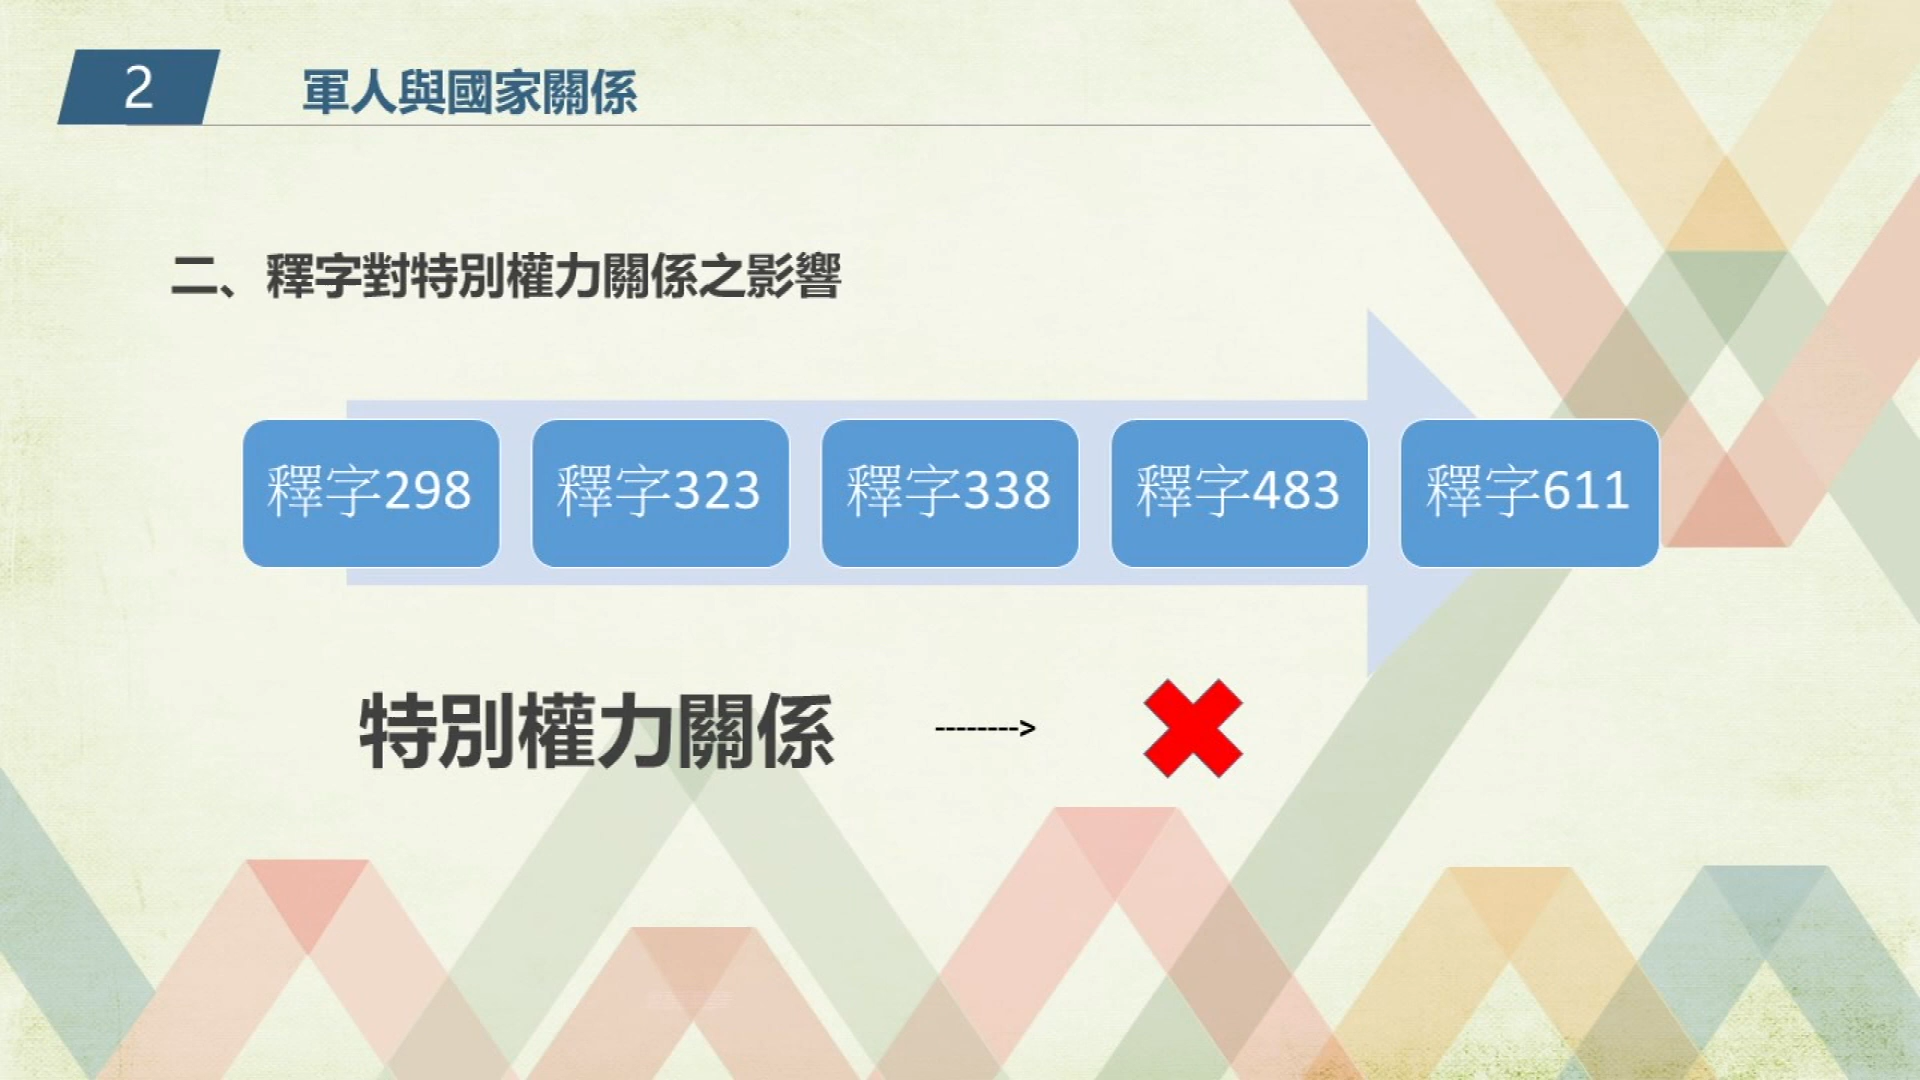 2
軍人與國家關係
二、釋字對特別權力關係之影響
釋字298
釋字323
釋字338
釋字483
釋字611
特別權力關係
-------->